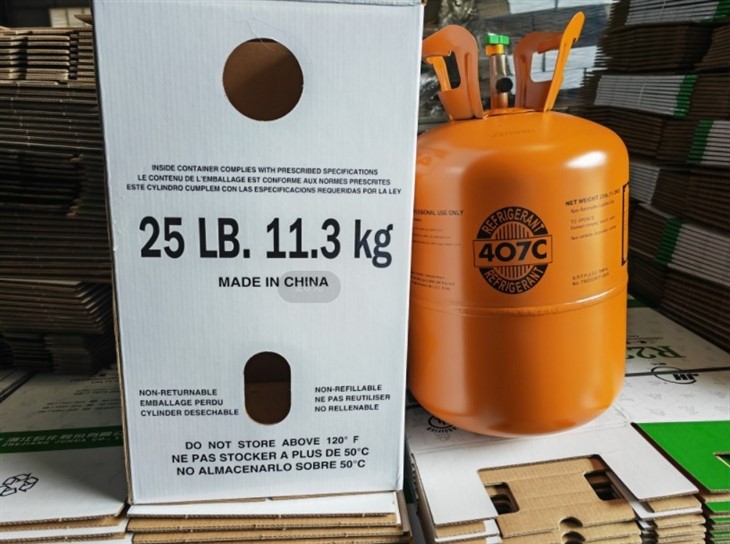 INSIDE CONTAINER COMPLIES WITH PRESCRIBED SPECIFICATIONS
LE CONTENU DE L'EMBALLAGE EST CONFORME AUX NORMES PRESCRITES
ESTE CYLINDRO CUMPLEM CON LAS ESPECIFICACIONES REQUERIDAS POR LA LEY
25 LB. 11.3 kg
MADE IN CHINA
NON-RETURNABLE
EMBALLAGE PERDU
CYLINDER DESECHABLE
NON-REFILLABLE
NE PAS REUTILISER
NO RELLENABLE
DO NOT STORE ABOVE 120° F
NE PAS STOCKER A PLUS DE 50°C
NO ALMACENARLO SOBRE 50°C
USE ONLY
REFRIGERANT
407C
REFRIGERANT
NET WEIGHT
R22